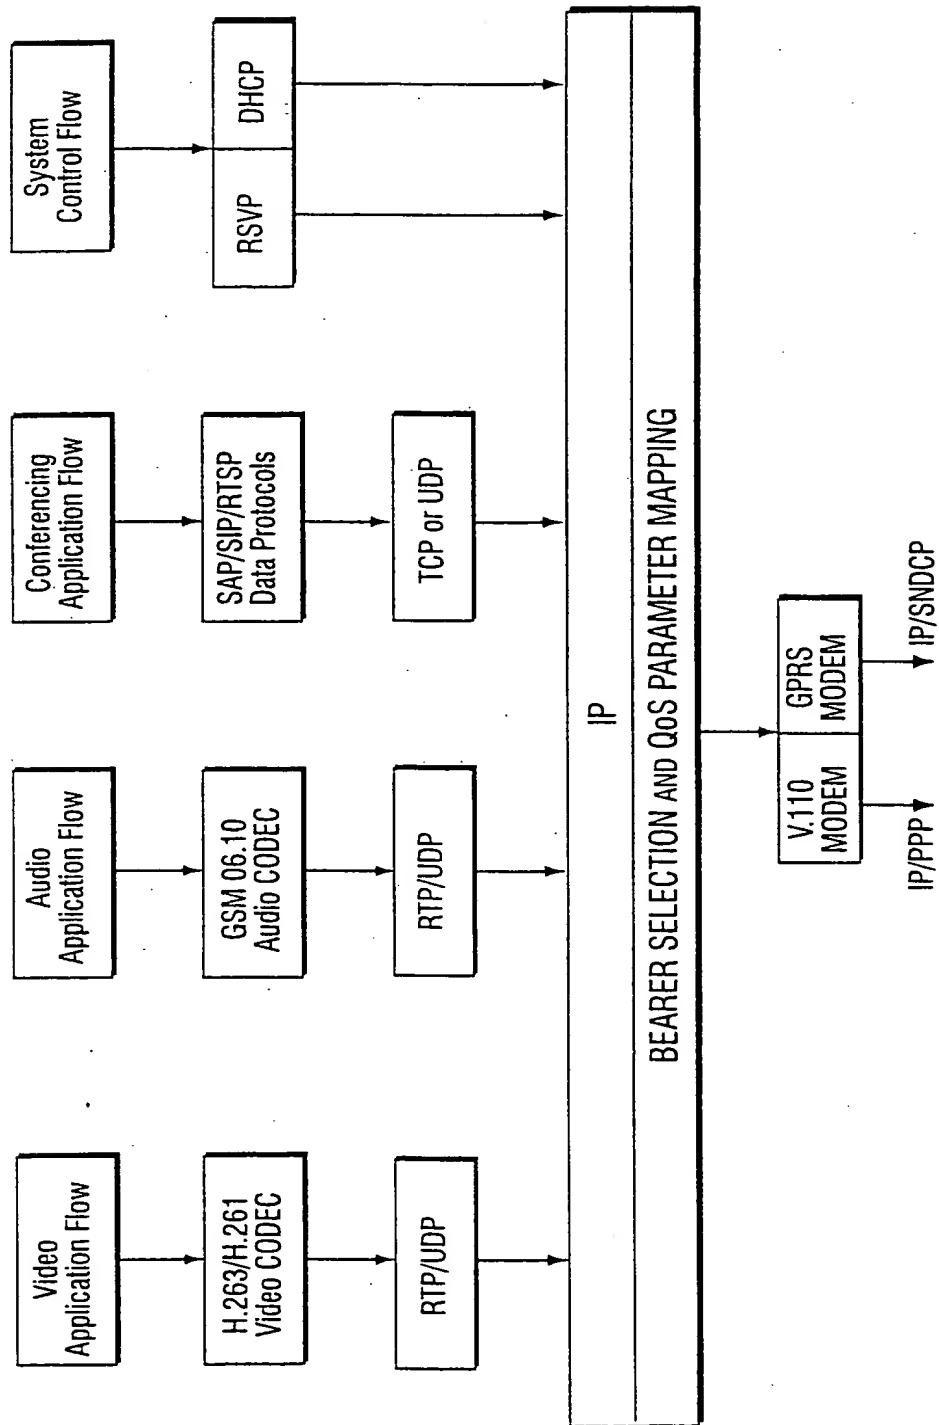 Video
Application Flow
H.263/H.261
Video CODEC
RTP/UDP
Audio
Application Flow
GSM 06.10
Audio CODEC
RTP/UDP
Conferencing
Application Flow
SAP/SIP/RTSP
Data Protocols
TCP or UDP
System
Control Flow
RSVP
DHCP
IP
BEARER SELECTION AND QoS PARAMETER MAPPING
V.110
MODEM
GPRS
MODEM
IP/PPP
IP/SNDCP